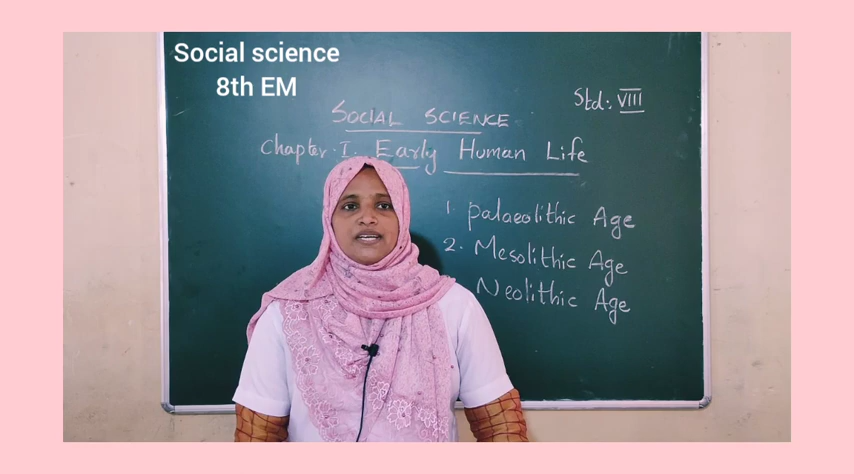 Social science
8th EM
Std: VIII
SOCIAL SCIENCE
Chapter. I. Early Human Life
1. Palaeolithic Age
2. Mesolithic Age
Neolithic Age